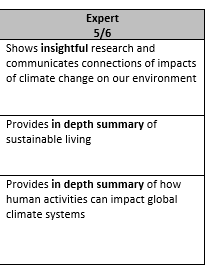 Expert
5/6
Shows insightful research and
communicates connections of impacts
of climate change on our environment
Provides in depth summary of
sustainable living
Provides in depth summary of how
human activities can impact global
climate systems